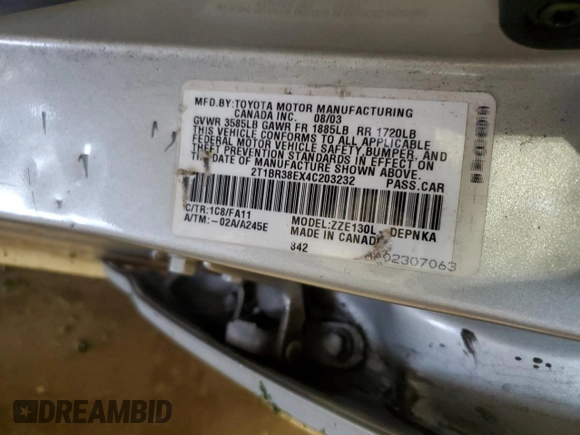 MFD.BY:TOYOTA MOTOR MANUFACTURING
CANADA INC. 08/03
GVWR 3585LB GAWR FR 1885LB RR 1720LB
THIS VEHICLE CONFORMS TO ALL APPLICABLE
FEDERAL MOTOR VEHICLE SAFETY, BUMPER, AND
THEFT PREVENTION STANDARDS IN EFFECT ON
THE DATE OF MANUFACTURE SHOWN ABOVE.
2T1BR38EX4C203232 PASS.CAR
C/TR:1C8/FA11 MODEL:ZZE130L-DEPNKA
A/TM:-02A/A245E MADE IN CANADA
342
02307063
DREAMBID